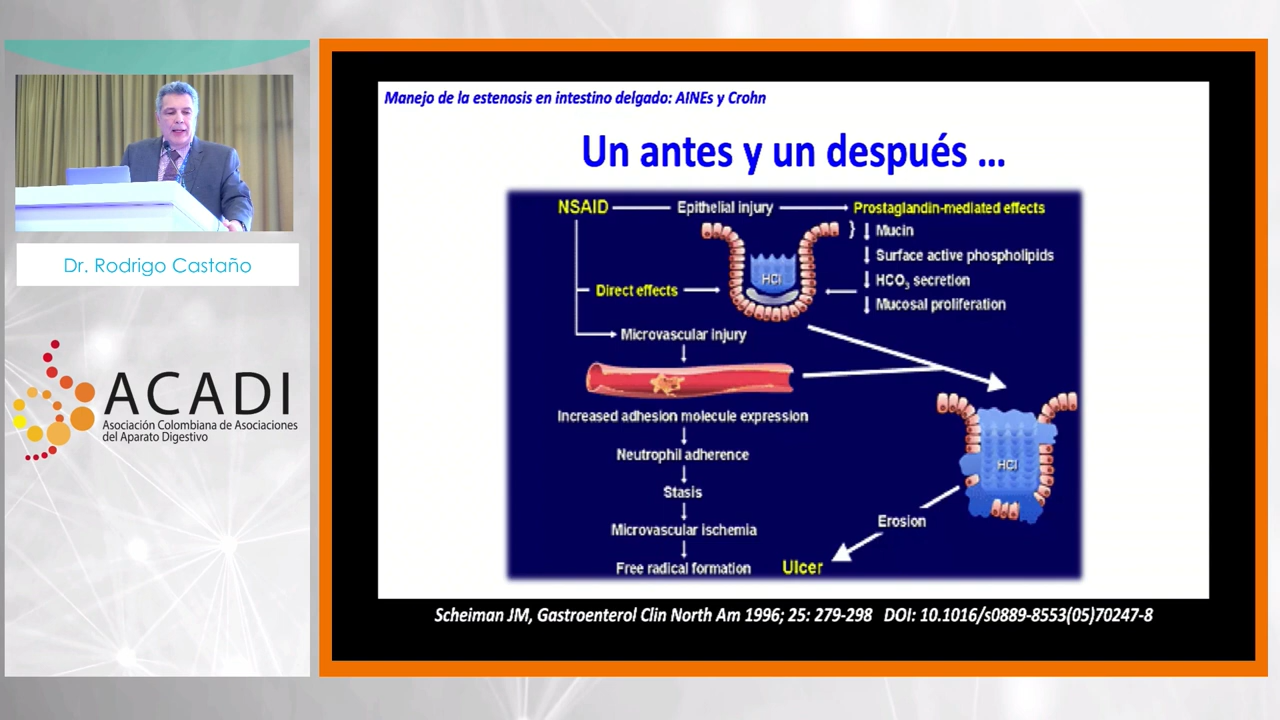 Dr. Rodrigo Castaño
ACADI
Asociación Colombiana de Asociaciones
del Aparato Digestivo
Manejo de la estenosis en intestino delgado: AINEs y Crohn
Un antes y un después ...
NSAID
Epithelial injury
Prostaglandin-mediated effects
} ↓ Mucin
↓ Surface active phospholipids
↓ HCO3 secretion
↓ Mucosal proliferation
HCl
Direct effects
Microvascular injury
Increased adhesion molecule expression
Neutrophil adherence
Stasis
Microvascular ischemia
Free radical formation
HCl
Erosion
Ulcer
Scheiman JM, Gastroenterol Clin North Am 1996; 25: 279-298 DOI: 10.1016/s0889-8553(05)70247-8